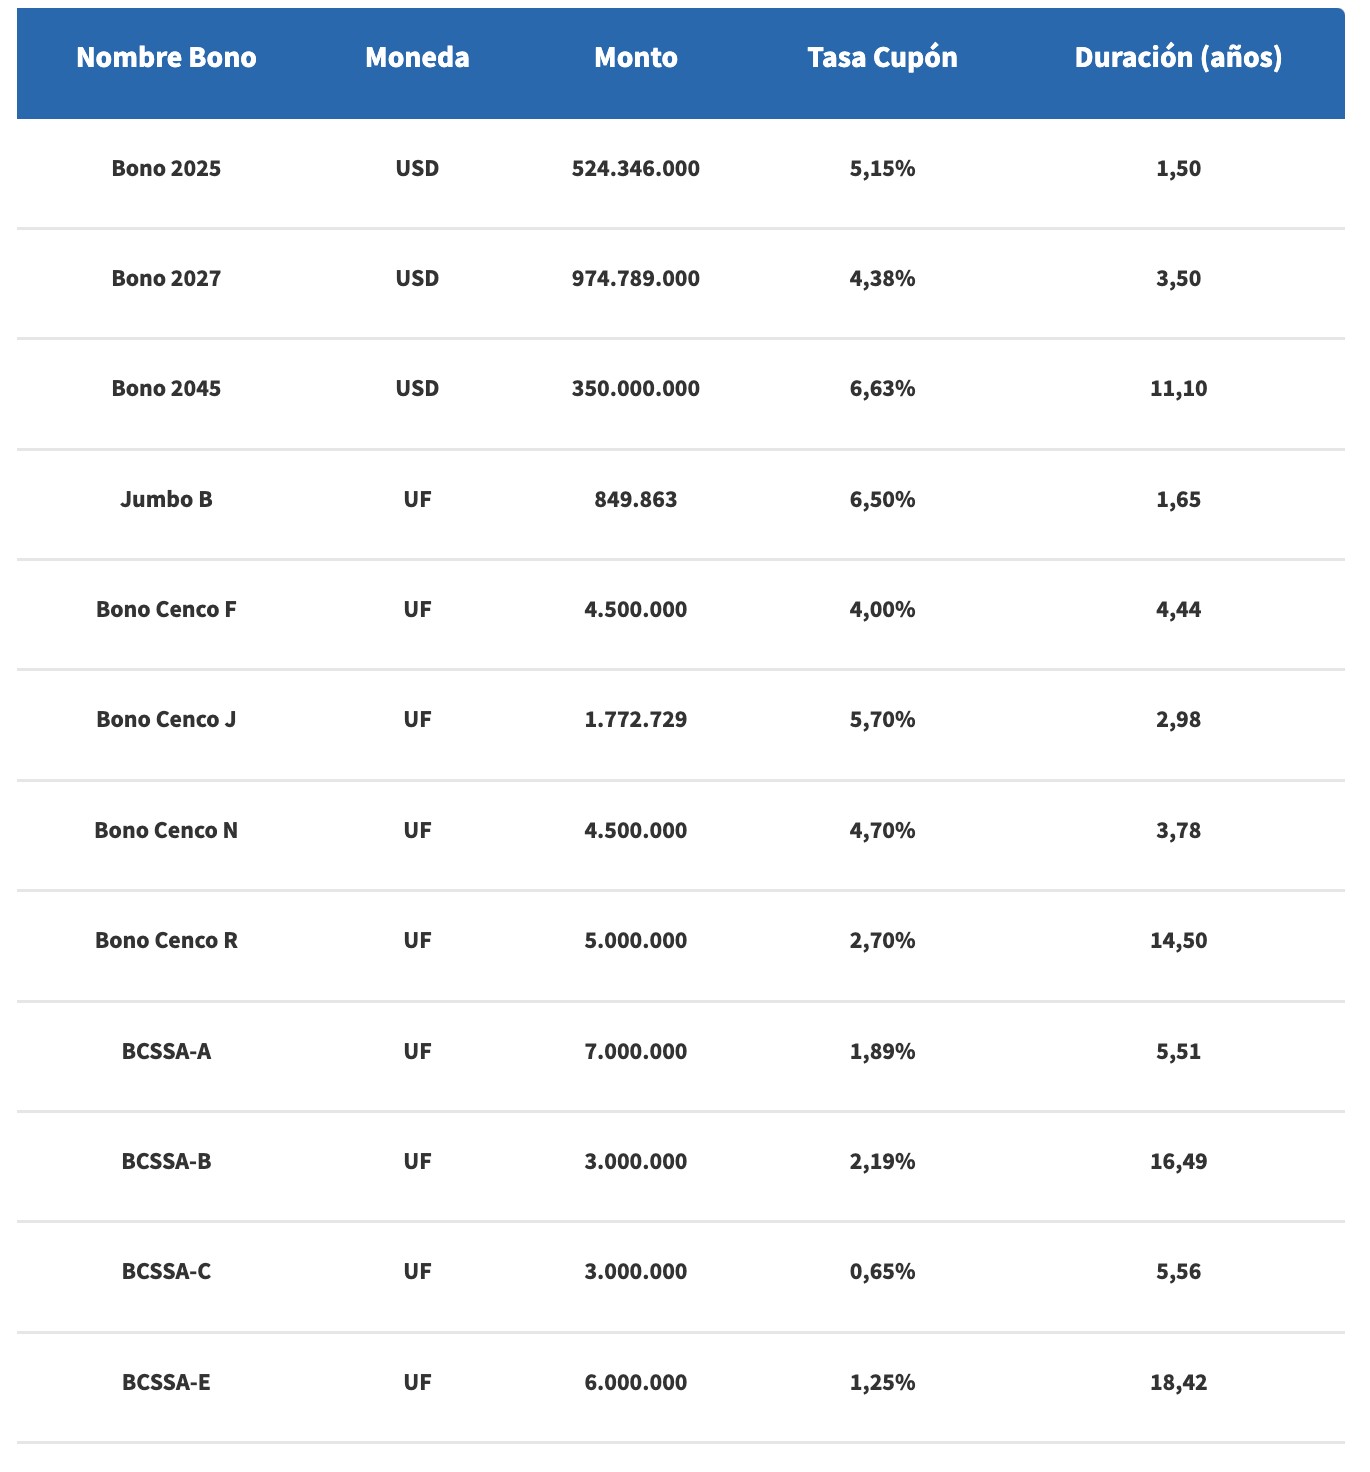 Nombre Bono Moneda Monto Tasa Cupón Duración (años)
Bono 2025 USD 524.346.000 5,15% 1,50
Bono 2027 USD 974.789.000 4,38% 3,50
Bono 2045 USD 350.000.000 6,63% 11,10
Jumbo B UF 849.863 6,50% 1,65
Bono Cenco F UF 4.500.000 4,00% 4,44
Bono Cenco J UF 1.772.729 5,70% 2,98
Bono Cenco N UF 4.500.000 4,70% 3,78
Bono Cenco R UF 5.000.000 2,70% 14,50
BCSSA-A UF 7.000.000 1,89% 5,51
BCSSA-B UF 3.000.000 2,19% 16,49
BCSSA-C UF 3.000.000 0,65% 5,56
BCSSA-E UF 6.000.000 1,25% 18,42